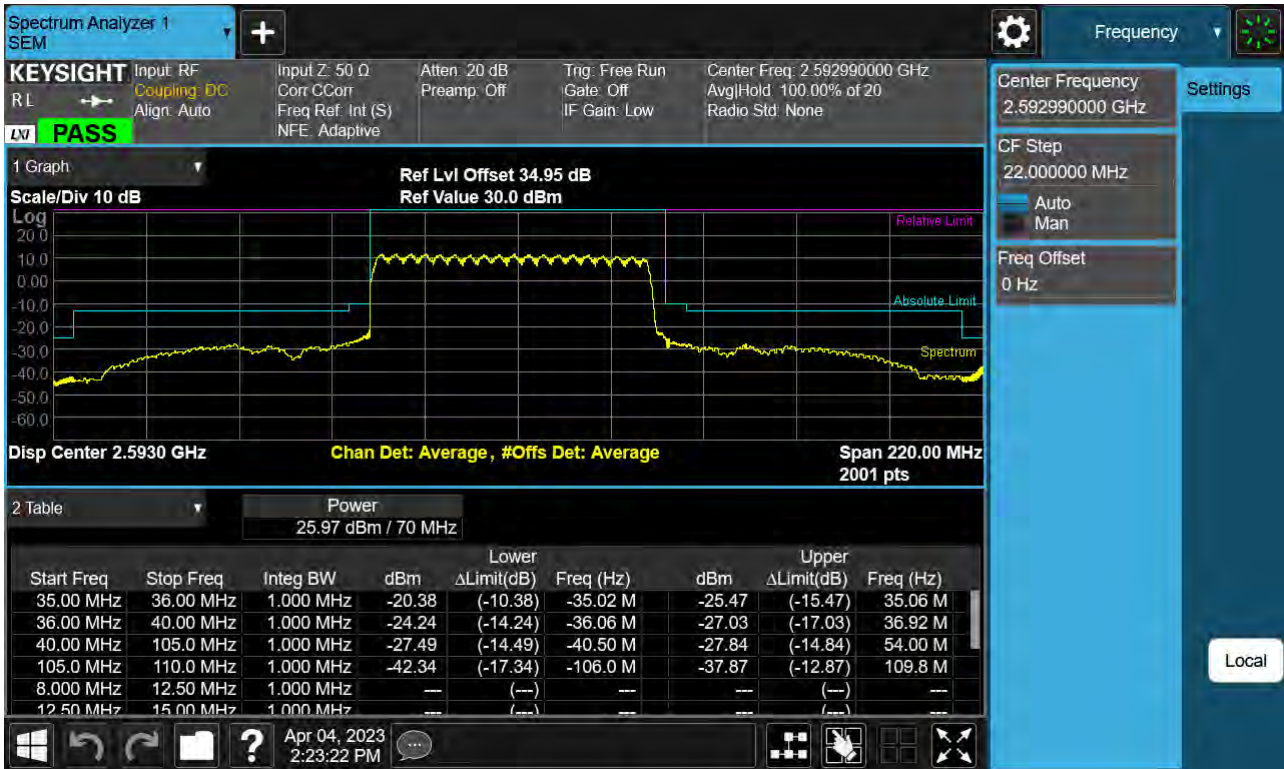 Spectrum Analyzer 1
SEM
Frequency
KEYSIGHT
R L
LXI
PASS
Input: RF
Coupling: DC
Align: Auto
Input Z: 50 Ω
Corr CCorr
Freq Ref: Int (S)
NFE: Adaptive
Atten: 20 dB
Preamp: Off
Trig: Free Run
Gate: Off
IF Gain: Low
Center Freq: 2.592990000 GHz
Avg|Hold: 100.00% of 20
Radio Std: None
Center Frequency
2.592990000 GHz
Settings
CF Step
22.000000 MHz
Auto
Man
Freq Offset
0 Hz
Local
1 Graph
Scale/Div 10 dB
Ref Lvl Offset 34.95 dB
Ref Value 30.0 dBm
Log
20.0
10.0
0.00
-10.0
-20.0
-30.0
-40.0
-50.0
-60.0
Relative Limit
Absolute Limit
Spectrum
Disp Center 2.5930 GHz
Chan Det: Average, #Offs Det: Average
Span 220.00 MHz
2001 pts
2 Table
Power
25.97 dBm / 70 MHz
Lower Upper
Start Freq Stop Freq Integ BW dBm ΔLimit(dB) Freq (Hz) dBm ΔLimit(dB) Freq (Hz)
35.00 MHz 36.00 MHz 1.000 MHz -20.38 (-10.38) -35.02 M -25.47 (-15.47) 35.06 M
36.00 MHz 40.00 MHz 1.000 MHz -24.24 (-14.24) -36.06 M -27.03 (-17.03) 36.92 M
40.00 MHz 105.0 MHz 1.000 MHz -27.49 (-14.49) -40.50 M -27.84 (-14.84) 54.00 M
105.0 MHz 110.0 MHz 1.000 MHz -42.34 (-17.34) -106.0 M -37.87 (-12.87) 109.8 M
8.000 MHz 12.50 MHz 1.000 MHz --- (---) --- --- (---) ---
12.50 MHz 15.00 MHz 1.000 MHz --- (---) --- --- (---) ---
Apr 04, 2023
2:23:22 PM